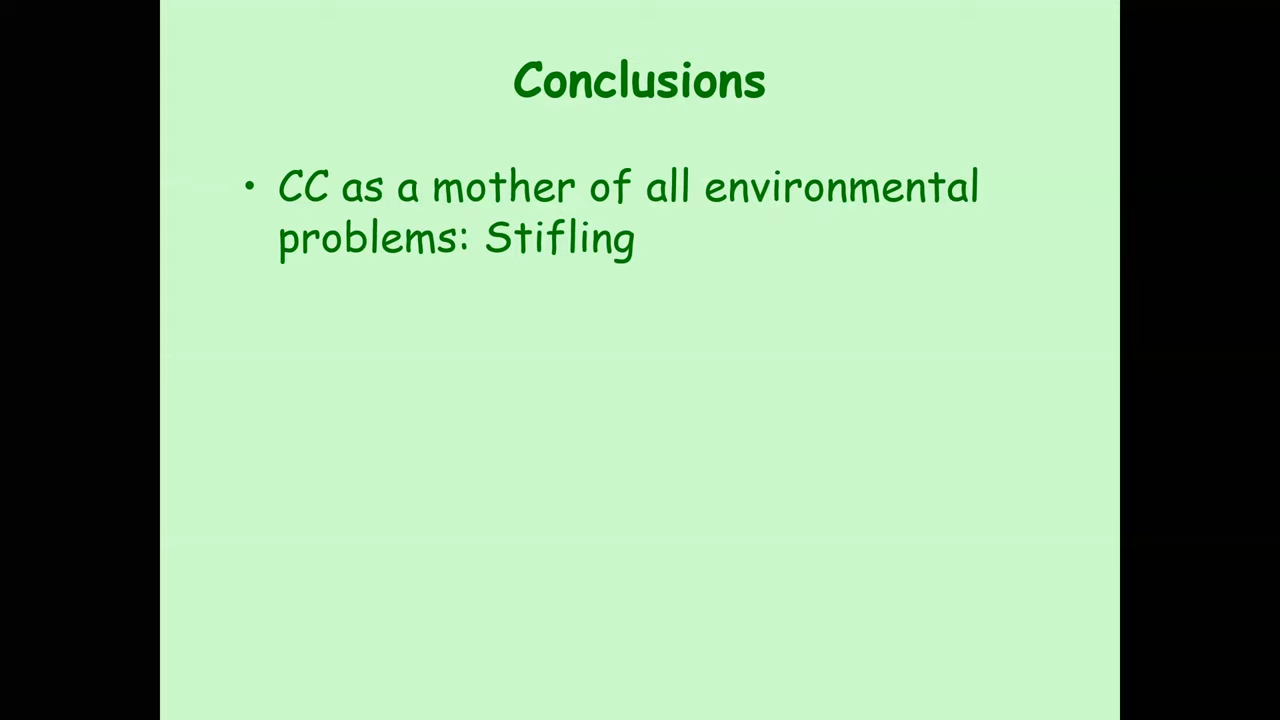 Conclusions
• CC as a mother of all environmental
problems: Stifling